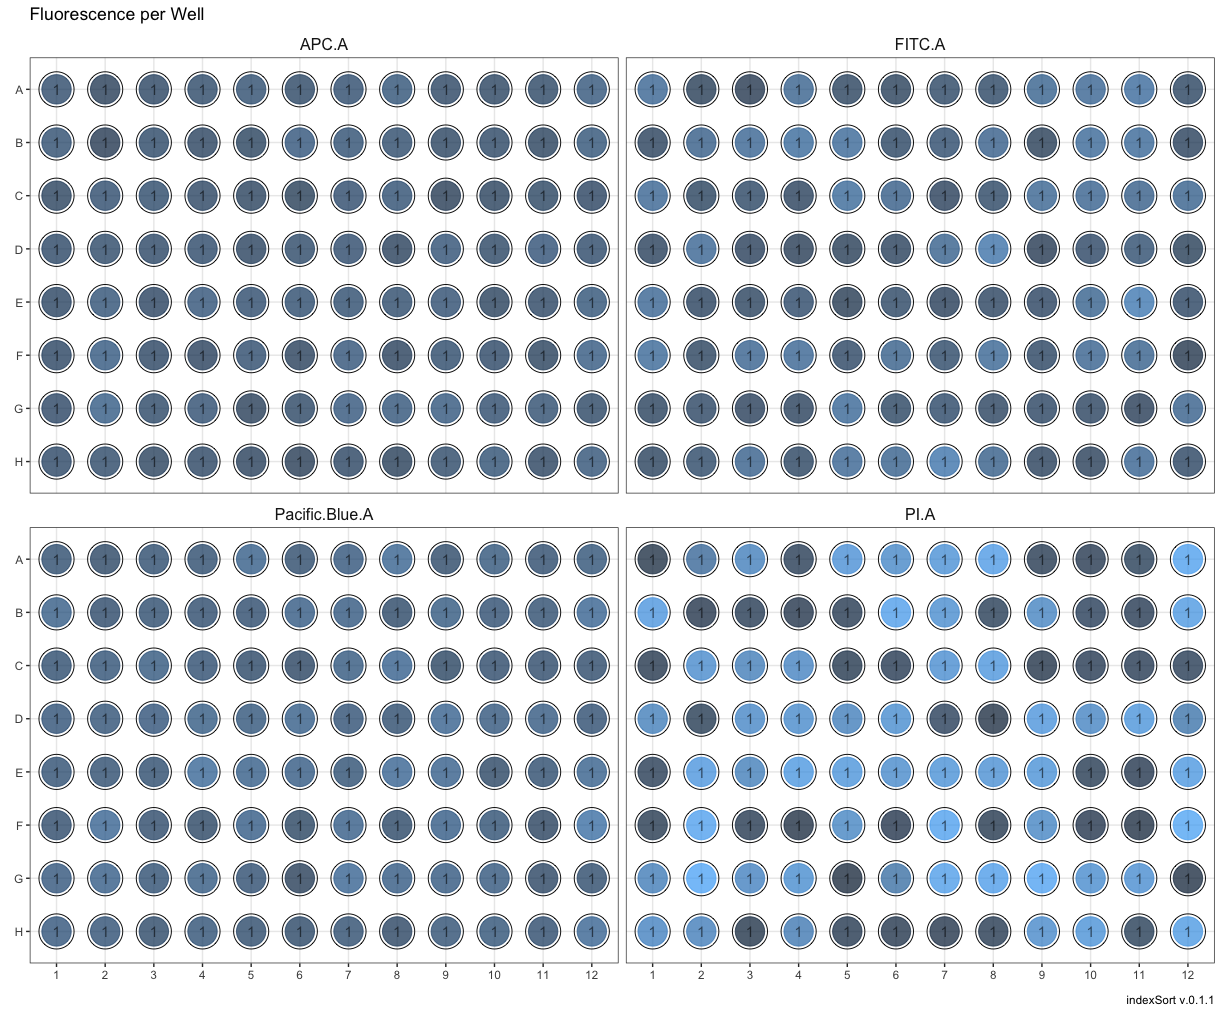 Fluorescence per Well
APC.A FITC.A
A 1 1 1 1 1 1 1 1 1 1 1 1 1 1 1 1 1 1 1 1 1 1 1 1
B 1 1 1 1 1 1 1 1 1 1 1 1 1 1 1 1 1 1 1 1 1 1 1 1
C 1 1 1 1 1 1 1 1 1 1 1 1 1 1 1 1 1 1 1 1 1 1 1 1
D 1 1 1 1 1 1 1 1 1 1 1 1 1 1 1 1 1 1 1 1 1 1 1 1
E 1 1 1 1 1 1 1 1 1 1 1 1 1 1 1 1 1 1 1 1 1 1 1 1
F 1 1 1 1 1 1 1 1 1 1 1 1 1 1 1 1 1 1 1 1 1 1 1 1
G 1 1 1 1 1 1 1 1 1 1 1 1 1 1 1 1 1 1 1 1 1 1 1 1
H 1 1 1 1 1 1 1 1 1 1 1 1 1 1 1 1 1 1 1 1 1 1 1 1
Pacific.Blue.A PI.A
A 1 1 1 1 1 1 1 1 1 1 1 1 1 1 1 1 1 1 1 1 1 1 1 1
B 1 1 1 1 1 1 1 1 1 1 1 1 1 1 1 1 1 1 1 1 1 1 1 1
C 1 1 1 1 1 1 1 1 1 1 1 1 1 1 1 1 1 1 1 1 1 1 1 1
D 1 1 1 1 1 1 1 1 1 1 1 1 1 1 1 1 1 1 1 1 1 1 1 1
E 1 1 1 1 1 1 1 1 1 1 1 1 1 1 1 1 1 1 1 1 1 1 1 1
F 1 1 1 1 1 1 1 1 1 1 1 1 1 1 1 1 1 1 1 1 1 1 1 1
G 1 1 1 1 1 1 1 1 1 1 1 1 1 1 1 1 1 1 1 1 1 1 1 1
H 1 1 1 1 1 1 1 1 1 1 1 1 1 1 1 1 1 1 1 1 1 1 1 1
1 2 3 4 5 6 7 8 9 10 11 12 1 2 3 4 5 6 7 8 9 10 11 12
indexSort v.0.1.1